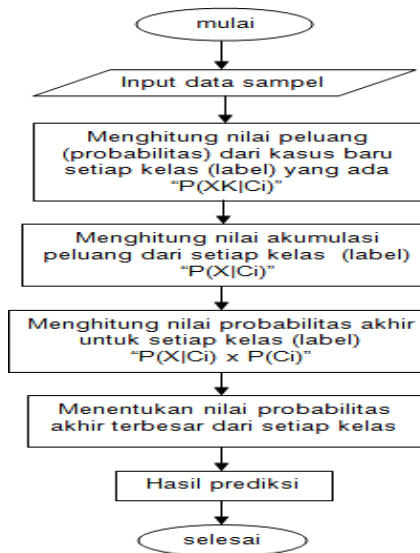 mulai
Input data sampel
Menghitung nilai peluang
(probabilitas) dari kasus baru
setiap kelas (label) yang ada
“P(XK|Ci)”
Menghitung nilai akumulasi
peluang dari setiap kelas (label)
“P(X|Ci)”
Menghitung nilai probabilitas akhir
untuk setiap kelas (label)
“P(X|Ci) x P(Ci)”
Menentukan nilai probabilitas
akhir terbesar dari setiap kelas
Hasil prediksi
selesai